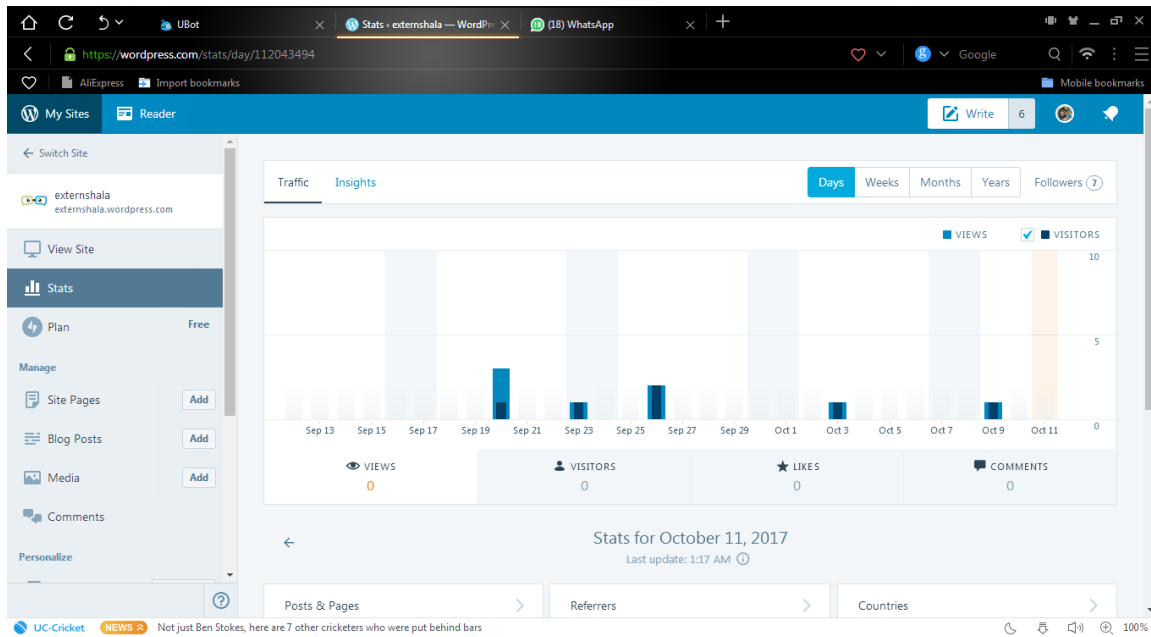 UBot
Stats ‹ externshala — WordPre
(18) WhatsApp
https://wordpress.com/stats/day/112043494
Google
AliExpress
Import bookmarks
Mobile bookmarks
My Sites
Reader
Write
6
Switch Site
externshala
externshala.wordpress.com
View Site
Stats
Plan Free
Manage
Site Pages Add
Blog Posts Add
Media Add
Comments
Personalize
Traffic Insights
Days Weeks Months Years Followers 7
VIEWS VISITORS
10
5
0
Sep 13 Sep 15 Sep 17 Sep 19 Sep 21 Sep 23 Sep 25 Sep 27 Sep 29 Oct 1 Oct 3 Oct 5 Oct 7 Oct 9 Oct 11
VIEWS VISITORS LIKES COMMENTS
0 0 0 0
Stats for October 11, 2017
Last update: 1:17 AM
Posts & Pages Referrers Countries
UC-Cricket NEWS Not just Ben Stokes, here are 7 other cricketers who were put behind bars
100%